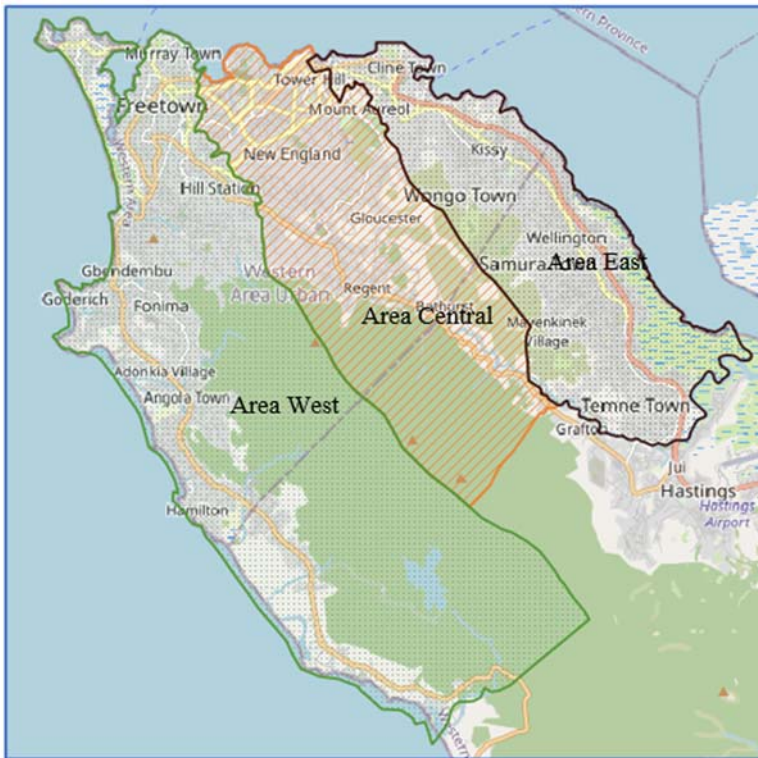 ern Province
Murray Town
Cline Town
Tower Hill
Freetown
Mount Aureol
Kissy
New England
Western Area
Hill Station
Wongo Town
Gloucester
Wellington
Area East
Gbendembu
Western
Area Urban
Goderich
Fonima
Regent
Bathurst
Area Central
Mayenkinek
Village
Adonkia Village
Angola Town
Area West
Temne Town
Grafton
Jui
Hastings
Hastings
Airport
Hamilton
Western